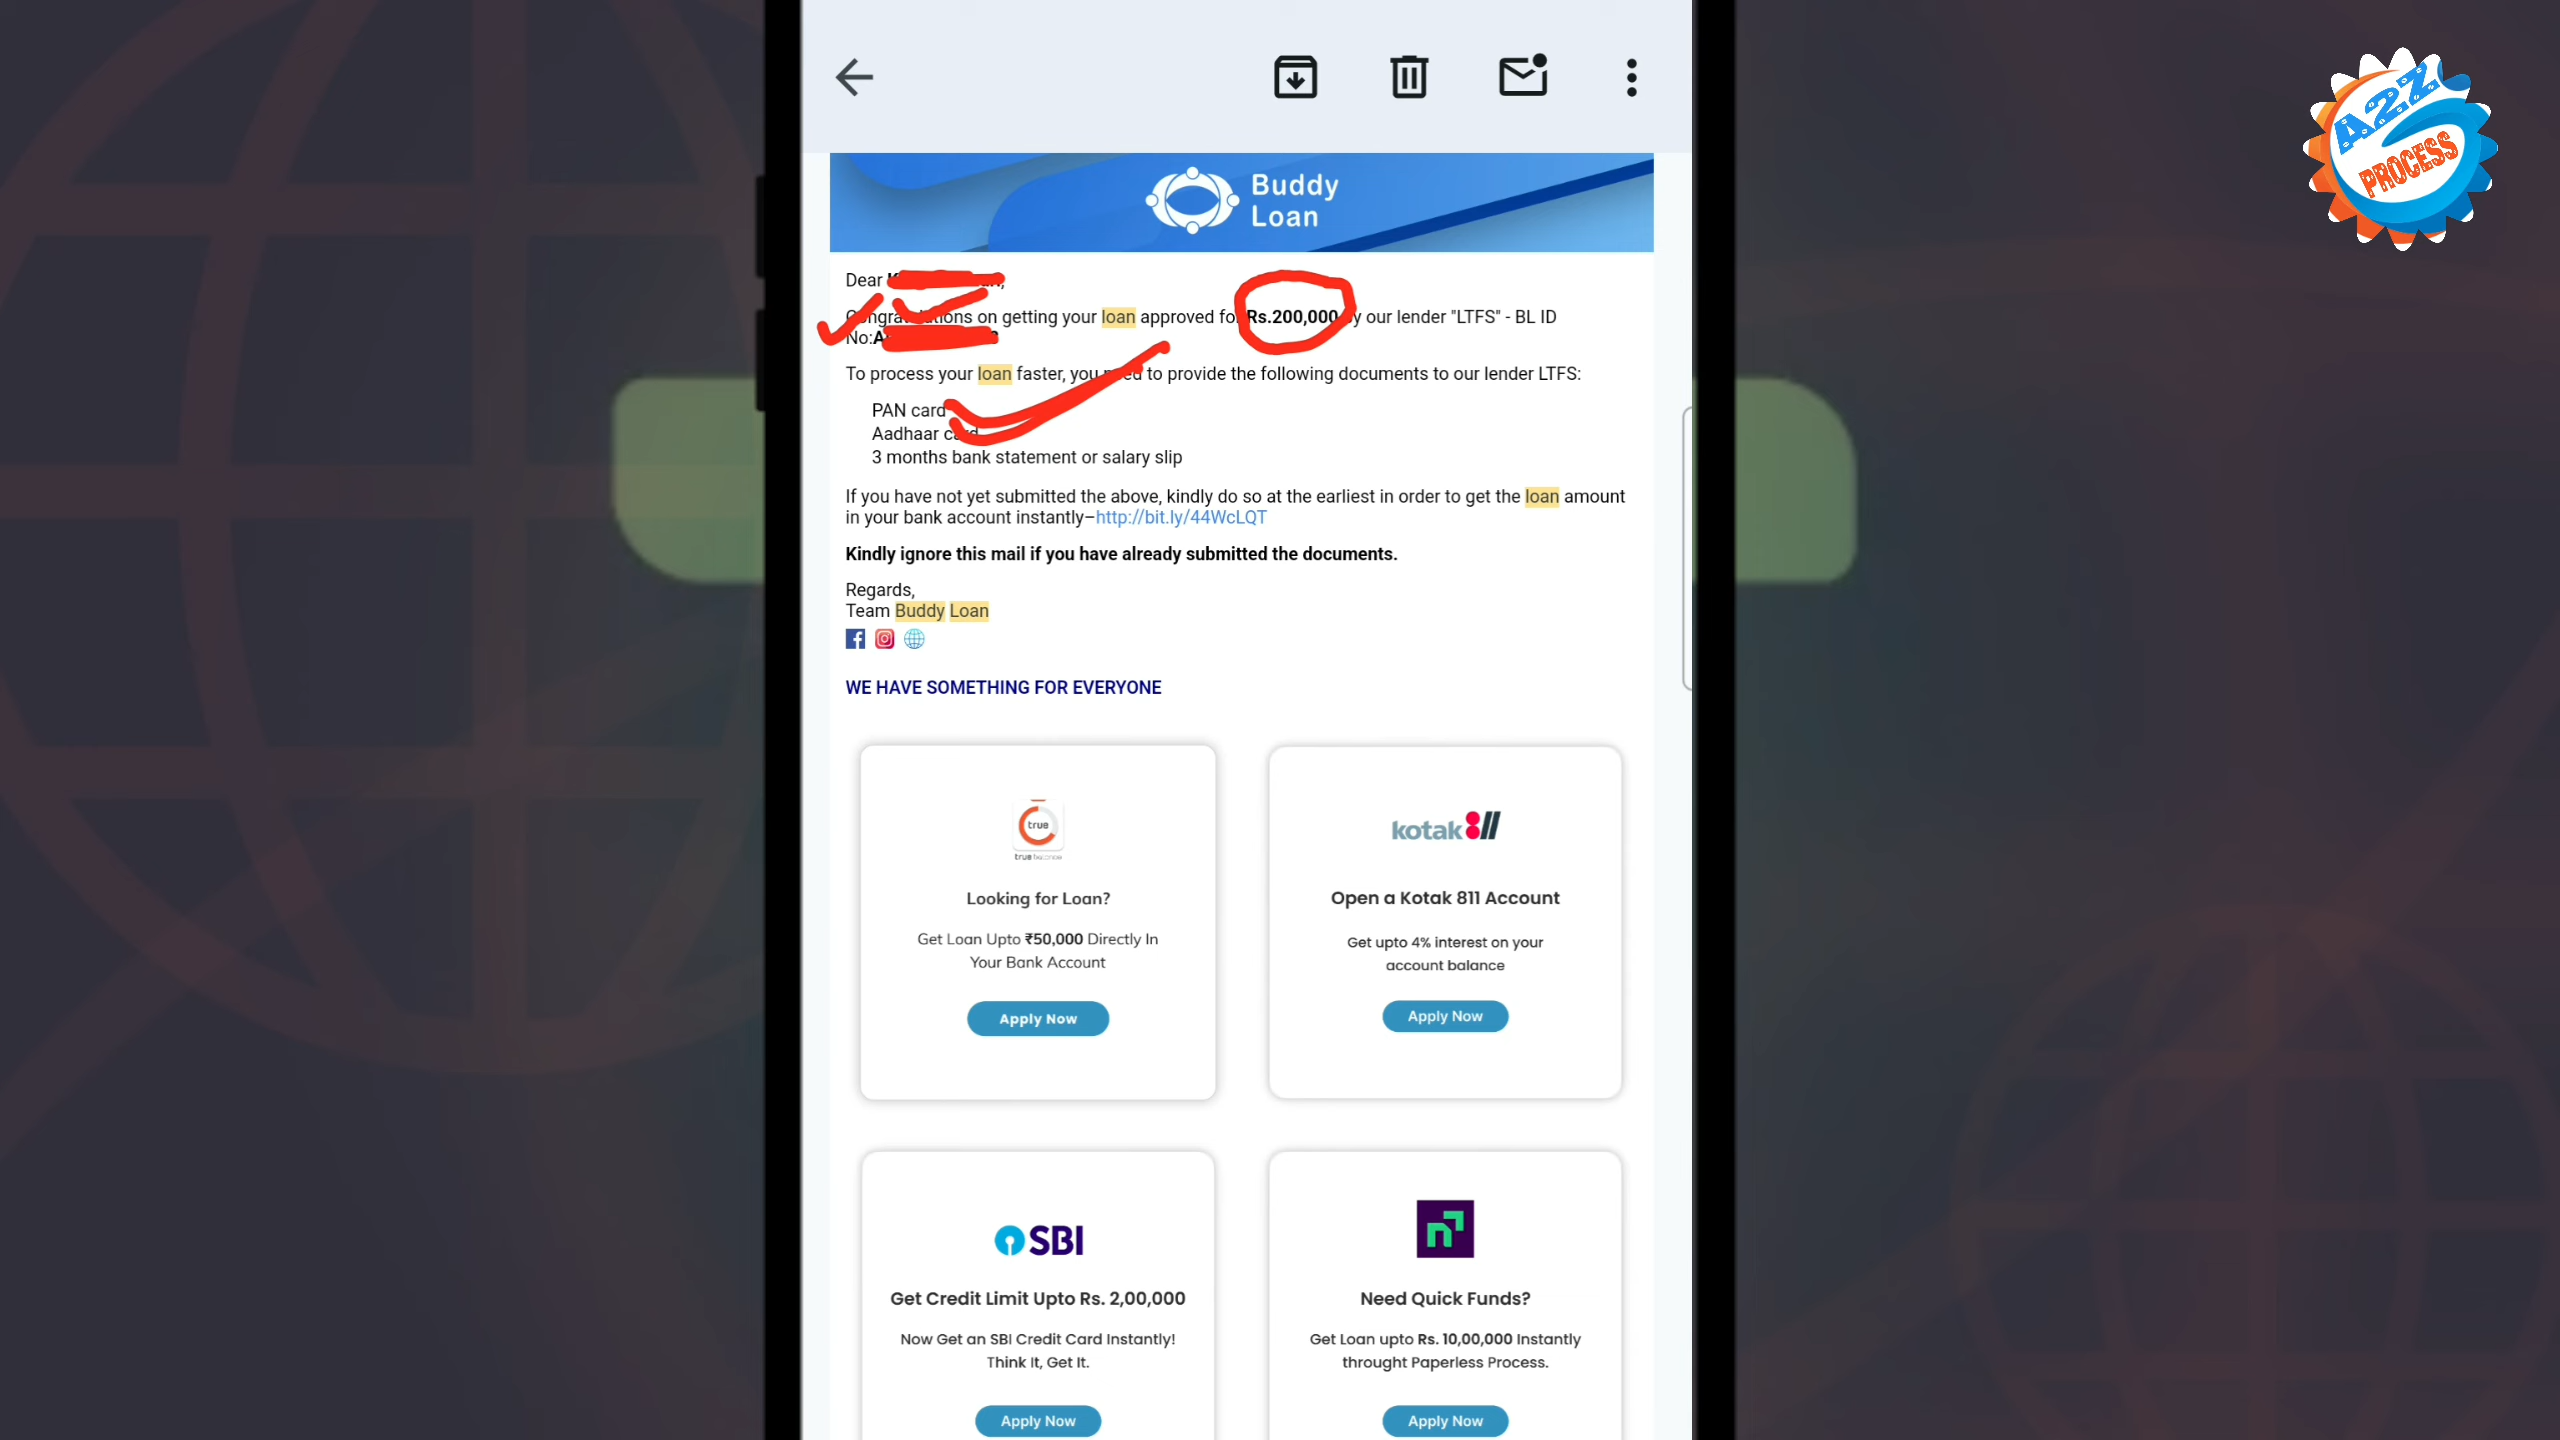 A2Z
PROCESS
Buddy
Loan
Dear
Congratulations on getting your loan approved for Rs.200,000 by our lender "LTFS" - BL ID
No:A
To process your loan faster, you need to provide the following documents to our lender LTFS:
PAN card
Aadhaar card
3 months bank statement or salary slip
If you have not yet submitted the above, kindly do so at the earliest in order to get the loan amount
in your bank account instantly–http://bit.ly/44WcLQT
Kindly ignore this mail if you have already submitted the documents.
Regards,
Team Buddy Loan
WE HAVE SOMETHING FOR EVERYONE
true
true balance
Looking for Loan?
Get Loan Upto ₹50,000 Directly In
Your Bank Account
Apply Now
kotak 811
Open a Kotak 811 Account
Get upto 4% interest on your
account balance
Apply Now
SBI
Get Credit Limit Upto Rs. 2,00,000
Now Get an SBI Credit Card Instantly!
Think It, Get It.
Apply Now
n
Need Quick Funds?
Get Loan upto Rs. 10,00,000 Instantly
throught Paperless Process.
Apply Now